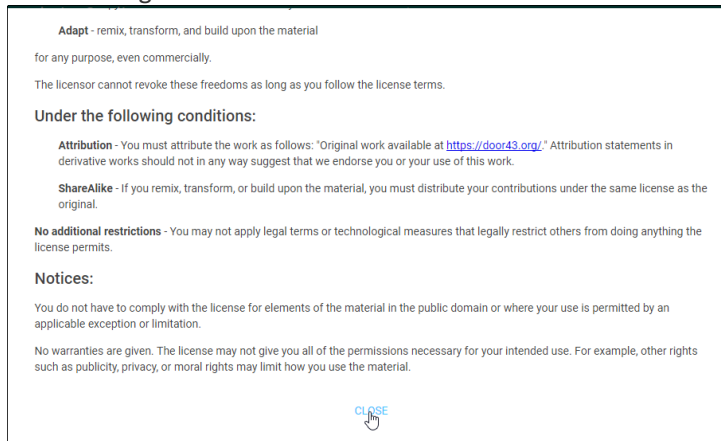 Adapt - remix, transform, and build upon the material
for any purpose, even commercially.
The licensor cannot revoke these freedoms as long as you follow the license terms.
Under the following conditions:
Attribution - You must attribute the work as follows: "Original work available at https://door43.org/." Attribution statements in
derivative works should not in any way suggest that we endorse you or your use of this work.
ShareAlike - If you remix, transform, or build upon the material, you must distribute your contributions under the same license as the
original.
No additional restrictions - You may not apply legal terms or technological measures that legally restrict others from doing anything the
license permits.
Notices:
You do not have to comply with the license for elements of the material in the public domain or where your use is permitted by an
applicable exception or limitation.
No warranties are given. The license may not give you all of the permissions necessary for your intended use. For example, other rights
such as publicity, privacy, or moral rights may limit how you use the material.
CLOSE